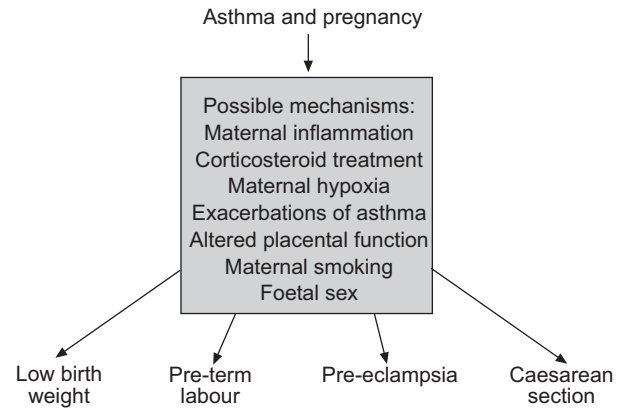 Asthma and pregnancy
Possible mechanisms:
Maternal inflammation
Corticosteroid treatment
Maternal hypoxia
Exacerbations of asthma
Altered placental function
Maternal smoking
Foetal sex
Low birth
weight
Pre-term
labour
Pre-eclampsia
Caesarean
section